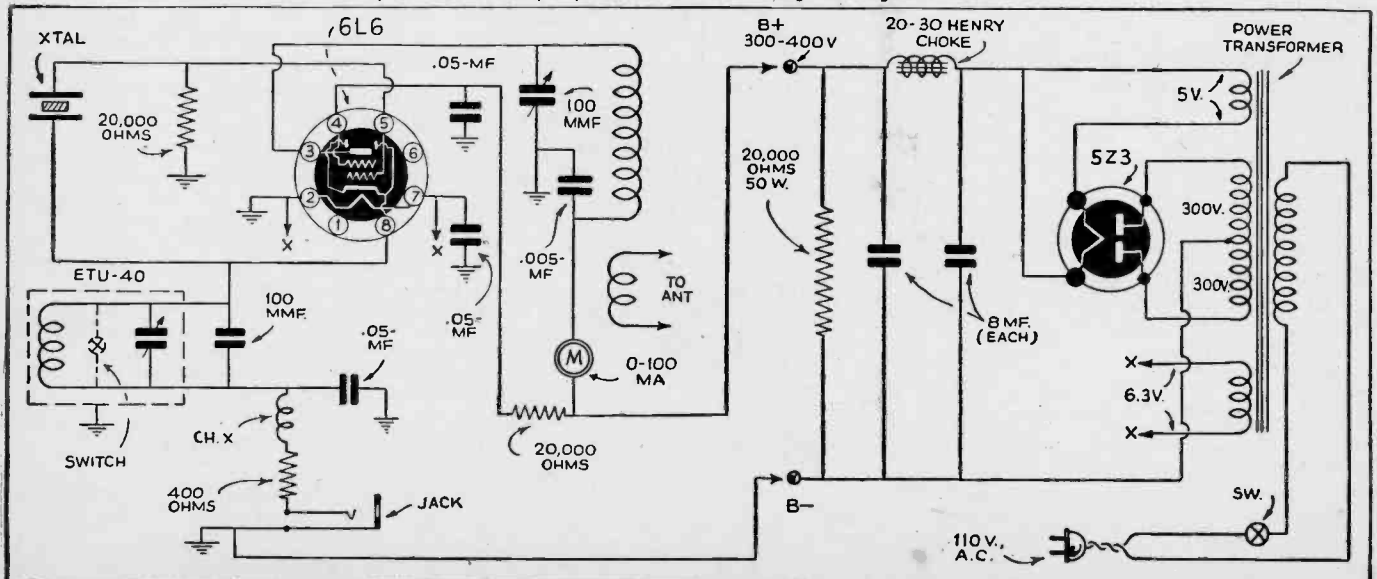 XTAL
20,000
OHMS
6L6
.05-MF
100
MMF
B+
300-400V
20-30 HENRY
CHOKE
POWER
TRANSFORMER
5V.
5Z3
300V.
300V.
3
4
5
6
2
1
8
7
X
X
20,000
OHMS
50 W.
.005-
MF
TO
ANT
ETU-40
100
MMF.
.05-
MF
.05-
MF
M
0-100
MA
8 MF.
(EACH)
X
6.3V.
X
SWITCH
CH. X
400
OHMS
JACK
20,000
OHMS
B-
SW.
110 V.,
A.C.